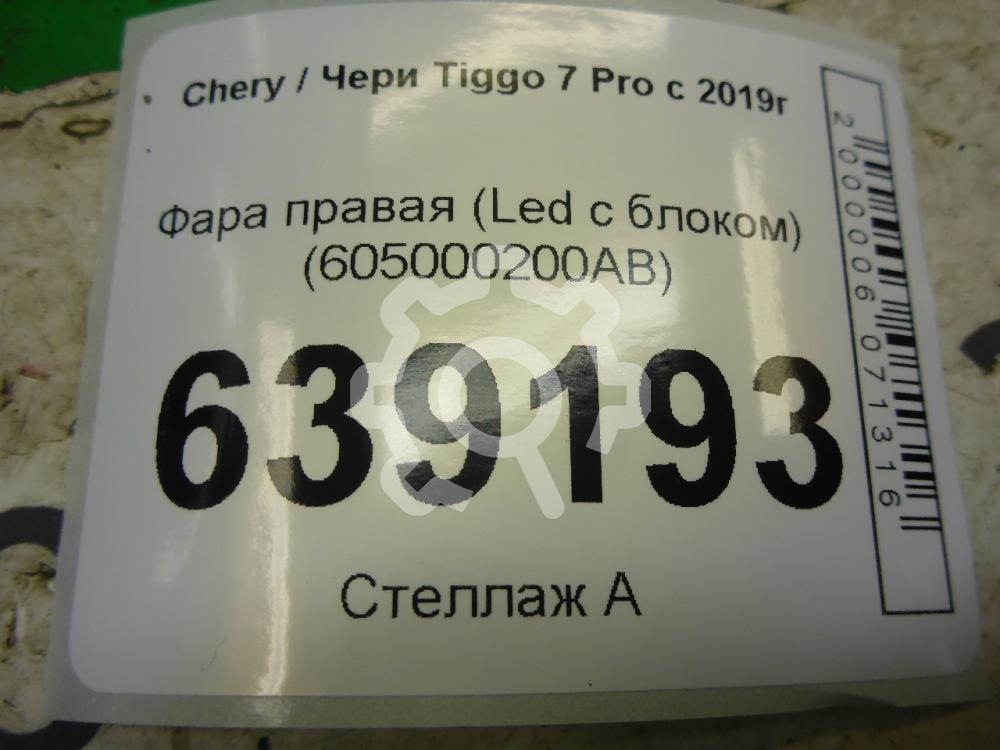 Chery / Чери Tiggo 7 Pro с 2019г
Фара правая (Led с блоком)
(605000200AB)
639193
Стеллаж А
2000006071316